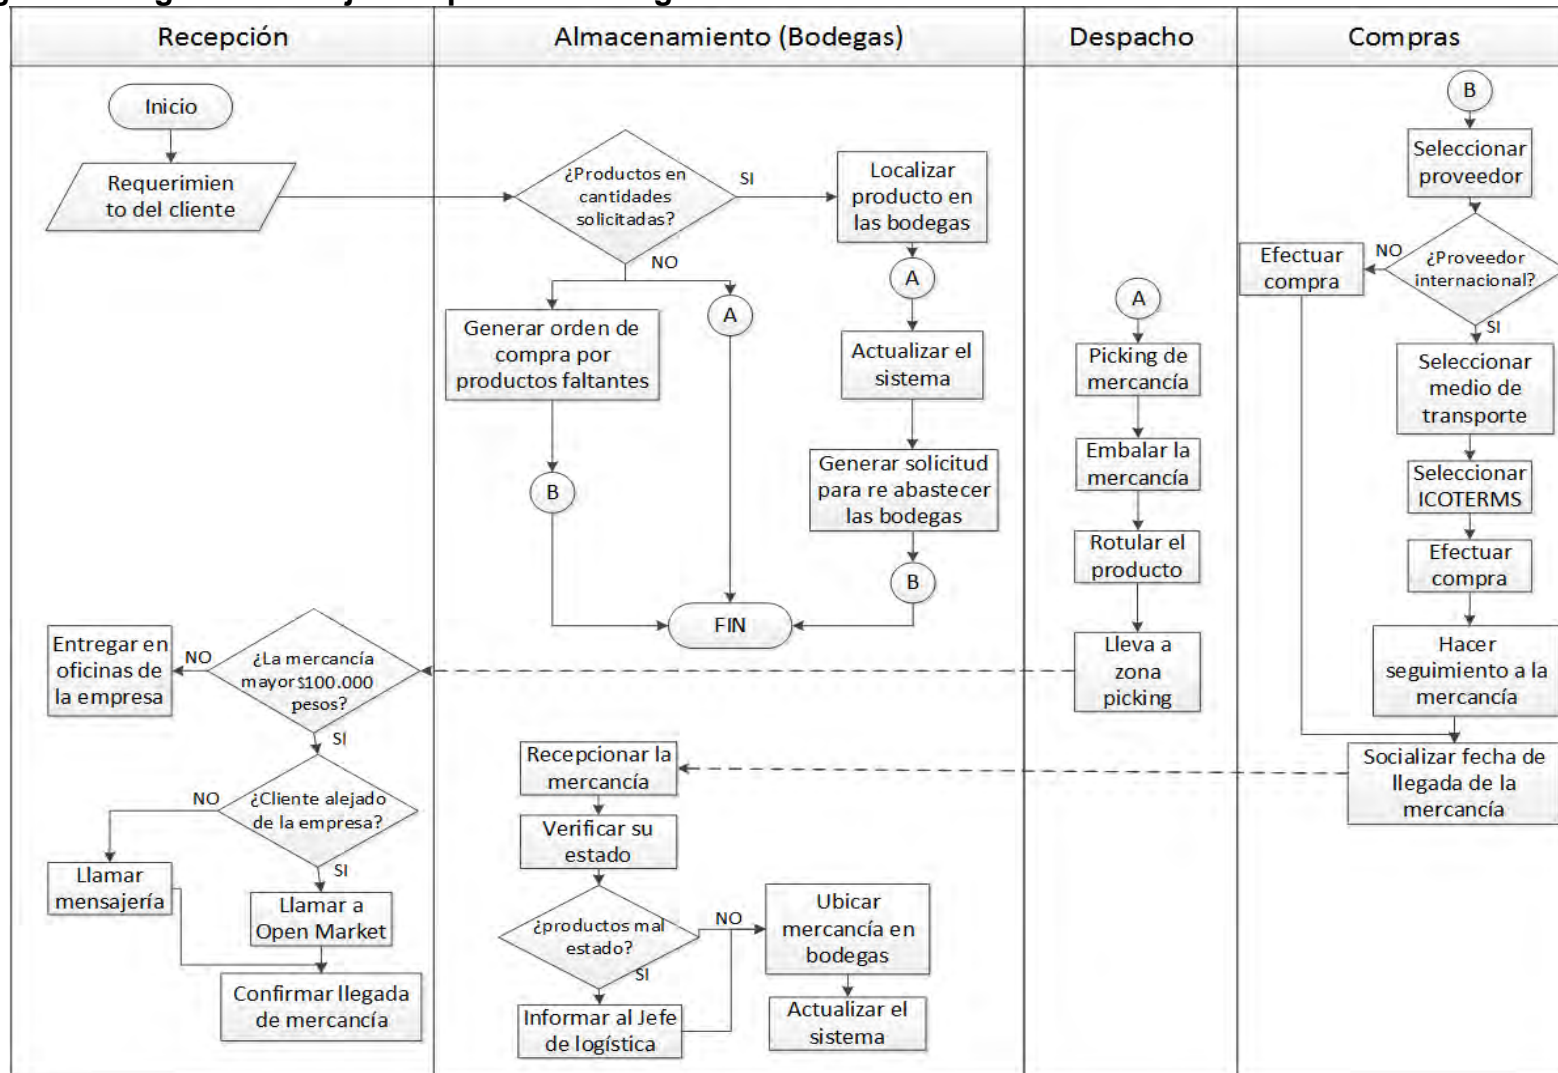 Recepción
Almacenamiento (Bodegas)
Despacho
Compras
Inicio
Requerimien
to del cliente
¿Productos en
cantidades
solicitadas?
SI
NO
Localizar
producto en
las bodegas
A
Actualizar el
sistema
Generar solicitud
para re abastecer
las bodegas
B
Generar orden de
compra por
productos faltantes
B
A
FIN
A
Picking de
mercancía
Embalar la
mercancía
Rotular el
producto
Lleva a
zona
picking
B
Seleccionar
proveedor
¿Proveedor
internacional?
NO
Efectuar
compra
SI
Seleccionar
medio de
transporte
Seleccionar
ICOTERMS
Efectuar
compra
Hacer
seguimiento a la
mercancía
Socializar fecha de
llegada de la
mercancía
¿La mercancía
mayor$100.000
pesos?
NO
Entregar en
oficinas de
la empresa
SI
¿Cliente alejado
de la empresa?
NO
Llamar
mensajería
SI
Llamar a
Open Market
Confirmar llegada
de mercancía
Recepcionar la
mercancía
Verificar su
estado
¿productos mal
estado?
NO
SI
Informar al Jefe
de logística
Ubicar
mercancía en
bodegas
Actualizar el
sistema